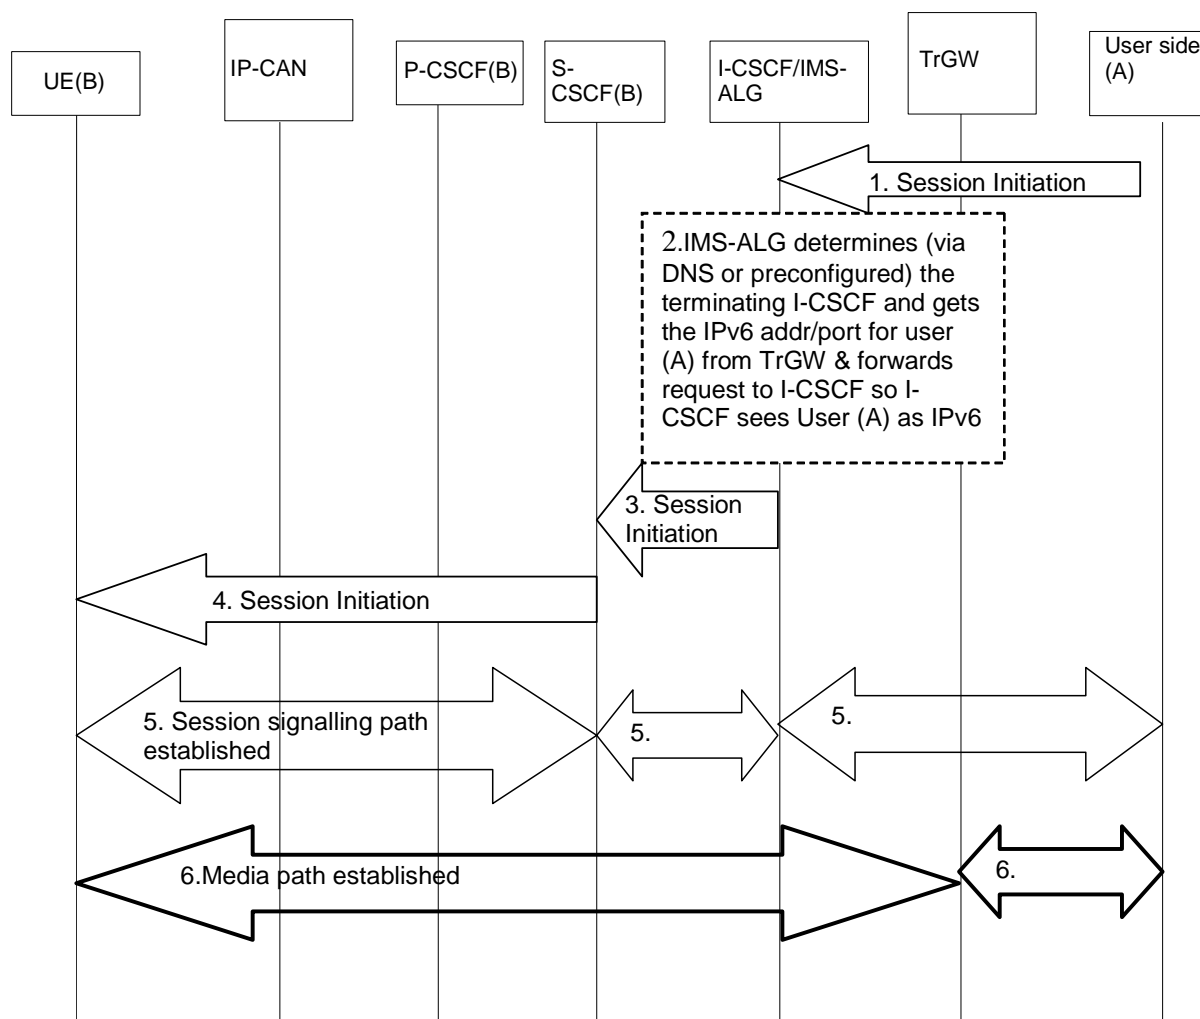 UE(B)
IP-CAN
P-CSCF(B)
S-
CSCF(B)
I-CSCF/IMS-
ALG
TrGW
User side
(A)
1. Session Initiation
2.IMS-ALG determines (via
DNS or preconfigured) the
terminating I-CSCF and gets
the IPv6 addr/port for user
(A) from TrGW & forwards
request to I-CSCF so I-
CSCF sees User (A) as IPv6
3. Session
Initiation
4. Session Initiation
5. Session signalling path
established
5.
5.
6.Media path established
6.